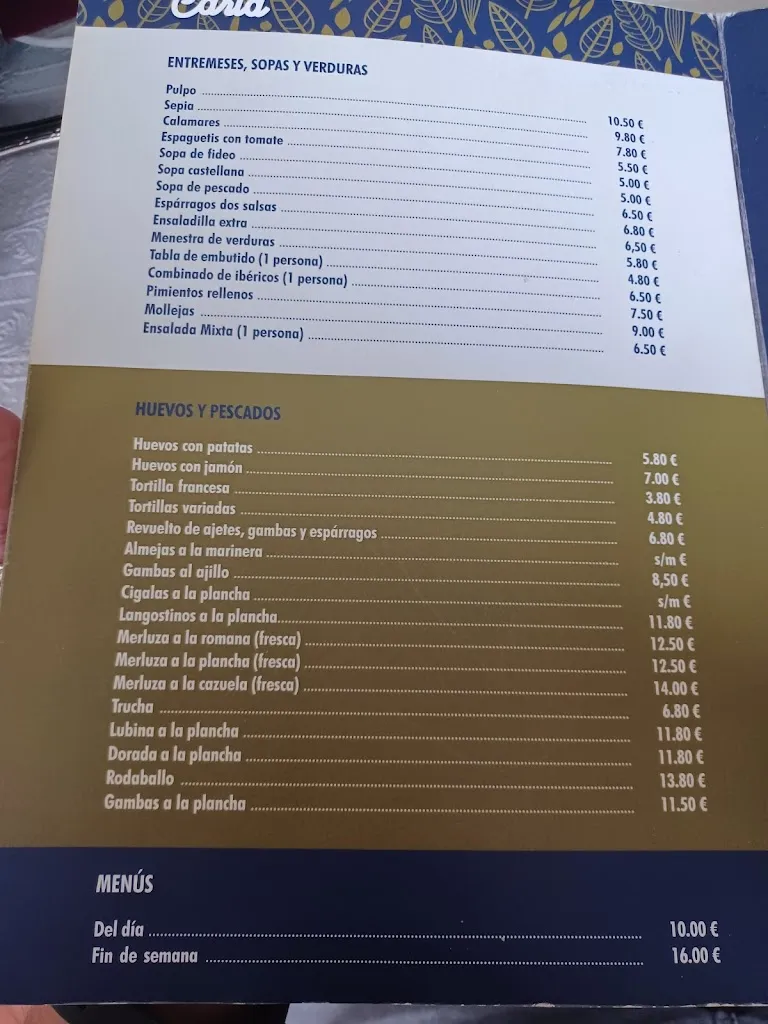 Carta
ENTREMESES, SOPAS Y VERDURAS
Pulpo 10.50 €
Sepia 9.80 €
Calamares 7.80 €
Espaguetis con tomate 5.50 €
Sopa de fideo 5.00 €
Sopa castellana 5.00 €
Sopa de pescado 6.50 €
Espárragos dos salsas 6.80 €
Ensaladilla extra 6,50 €
Menestra de verduras 5.80 €
Tabla de embutido (1 persona) 4.80 €
Combinado de ibéricos (1 persona) 6.50 €
Pimientos rellenos 7.50 €
Mollejas 9.00 €
Ensalada Mixta (1 persona) 6.50 €
HUEVOS Y PESCADOS
Huevos con patatas 5.80 €
Huevos con jamón 7.00 €
Tortilla francesa 3.80 €
Tortillas variadas 4.80 €
Revuelto de ajetes, gambas y espárragos 6.80 €
Almejas a la marinera s/m €
Gambas al ajillo 8,50 €
Cigalas a la plancha s/m €
Langostinos a la plancha 11.80 €
Merluza a la romana (fresca) 12.50 €
Merluza a la plancha (fresca) 12.50 €
Merluza a la cazuela (fresca) 14.00 €
Trucha 6.80 €
Lubina a la plancha 11.80 €
Dorada a la plancha 11.80 €
Rodaballo 13.80 €
Gambas a la plancha 11.50 €
MENÚS
Del día 10.00 €
Fin de semana 16.00 €